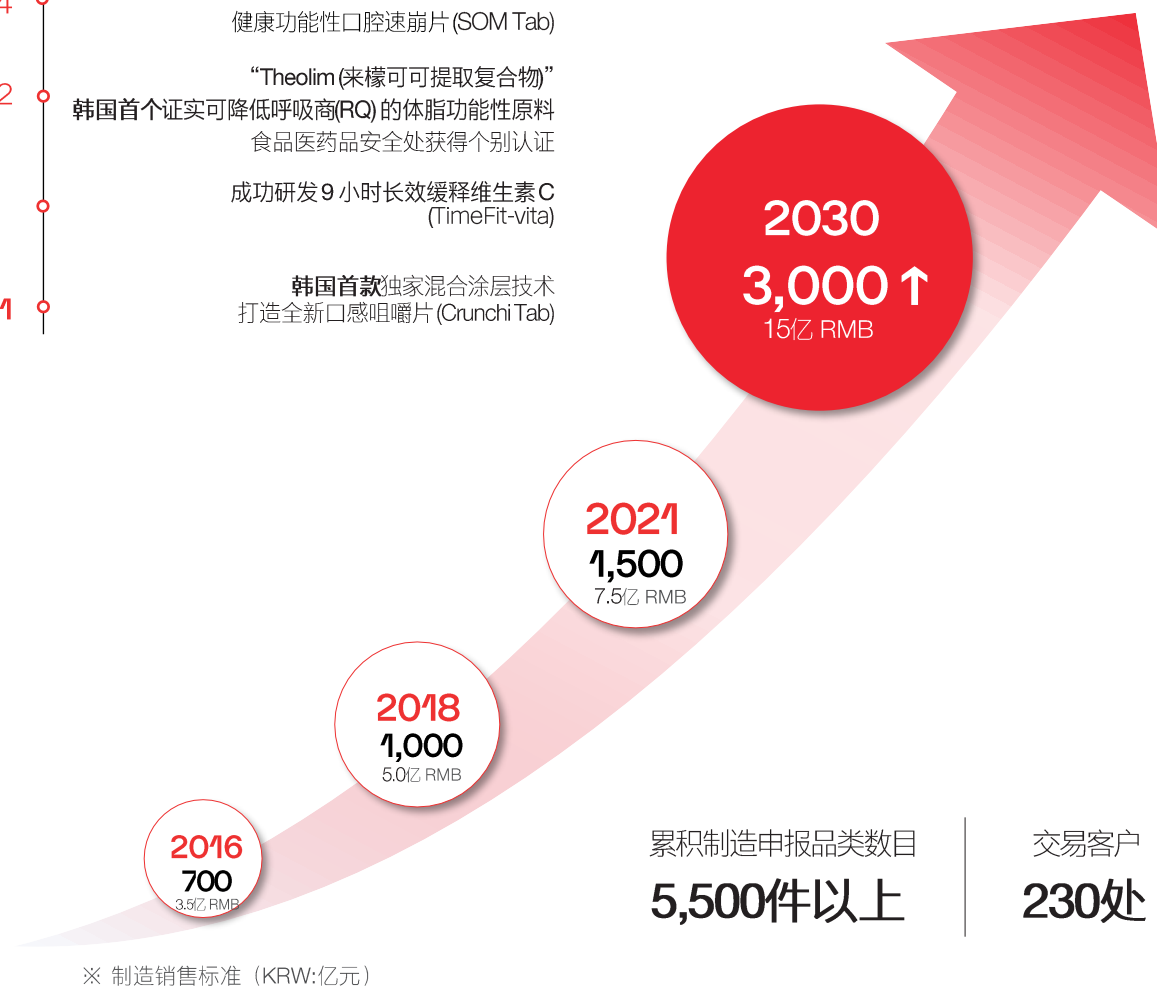 4
健康功能性口腔速崩片(SOM Tab)
2
“Theolim (来檬可可提取复合物)”
韩国首个证实可降低呼吸商(RQ) 的体脂功能性原料
食品医药品安全处获得个别认证
成功研发 9 小时长效缓释维生素 C
(TimeFit-vita)
1
韩国首款独家混合涂层技术
打造全新口感咀嚼片(Crunchi Tab)
2030
3,000↑
15亿 RMB
2021
1,500
7.5亿 RMB
2018
1,000
5.0亿 RMB
2016
700
3.5亿 RMB
累积制造申报品类数目
5,500件以上
交易客户
230处
※ 制造销售标准（KRW:亿元）